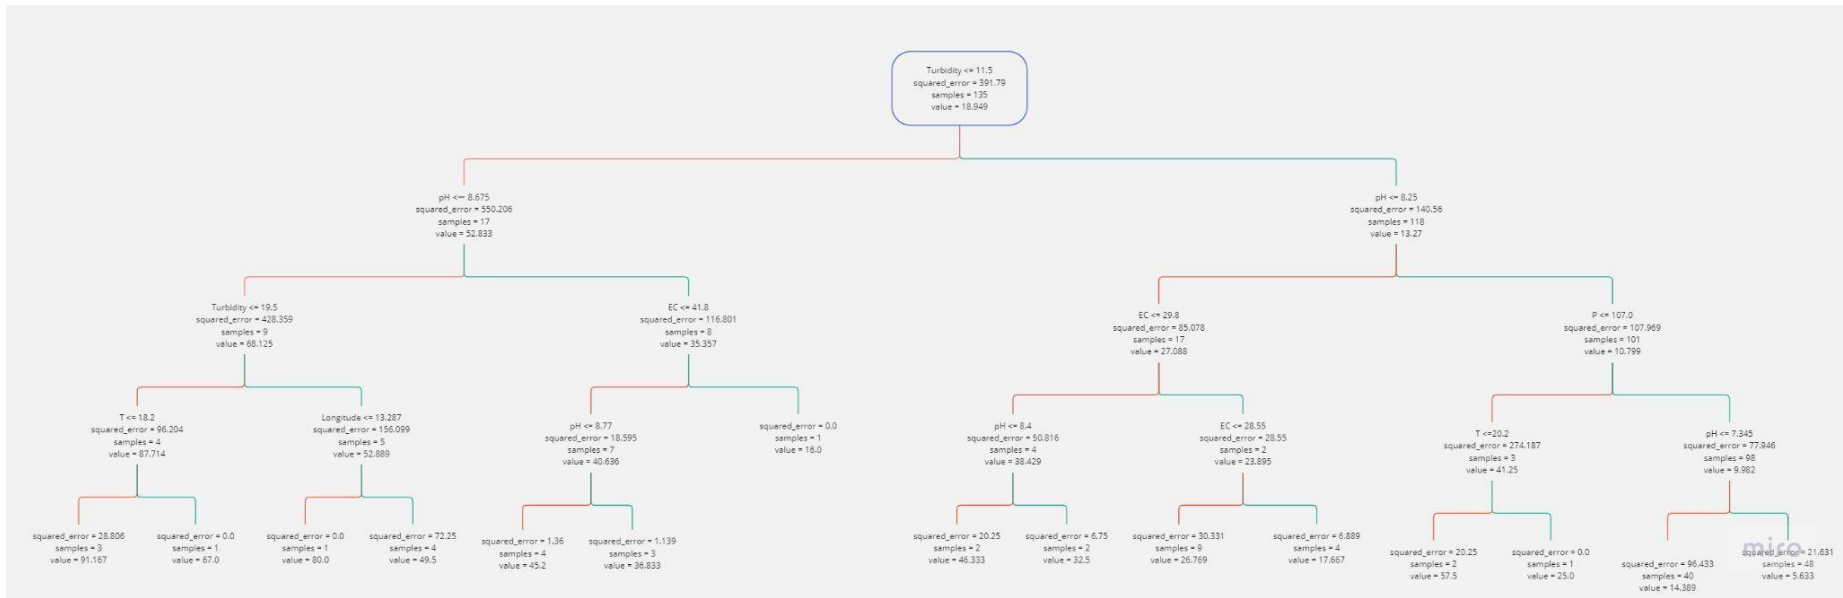 Turbidity <= 11.5
squared_error = 391.79
samples = 135
value = 18.949
pH <= 8.675
squared_error = 550.206
samples = 17
value = 52.833
pH <= 8.25
squared_error = 140.56
samples = 118
value = 13.27
Turbidity <= 19.5
squared_error = 428.359
samples = 9
value = 68.125
EC <= 41.8
squared_error = 116.801
samples = 8
value = 35.357
EC <= 29.8
squared_error = 85.078
samples = 17
value = 27.088
P <= 107.0
squared_error = 107.969
samples = 101
value = 10.799
T <= 18.2
squared_error = 96.204
samples = 4
value = 87.714
Longitude <= 13.287
squared_error = 156.099
samples = 5
value = 52.889
pH <= 8.77
squared_error = 18.595
samples = 7
value = 40.636
squared_error = 0.0
samples = 1
value = 16.0
pH <= 8.4
squared_error = 50.816
samples = 4
value = 38.429
EC <= 28.55
squared_error = 28.55
samples = 2
value = 23.895
T <=20.2
squared_error = 274.187
samples = 3
value = 41.25
pH <= 7.345
squared_error = 77.946
samples = 98
value = 9.982
squared_error = 28.806
samples = 3
value = 91.167
squared_error = 0.0
samples = 1
value = 67.0
squared_error = 0.0
samples = 1
value = 80.0
squared_error = 72.25
samples = 4
value = 49.5
squared_error = 1.36
samples = 4
value = 45.2
squared_error = 1.139
samples = 3
value = 36.833
squared_error = 20.25
samples = 2
value = 46.333
squared_error = 6.75
samples = 2
value = 32.5
squared_error = 30.331
samples = 9
value = 26.769
squared_error = 6.889
samples = 4
value = 17.667
squared_error = 20.25
samples = 2
value = 57.5
squared_error = 0.0
samples = 1
value = 25.0
squared_error = 96.433
samples = 40
value = 14.389
squared_error = 21.631
samples = 48
value = 5.633
miro